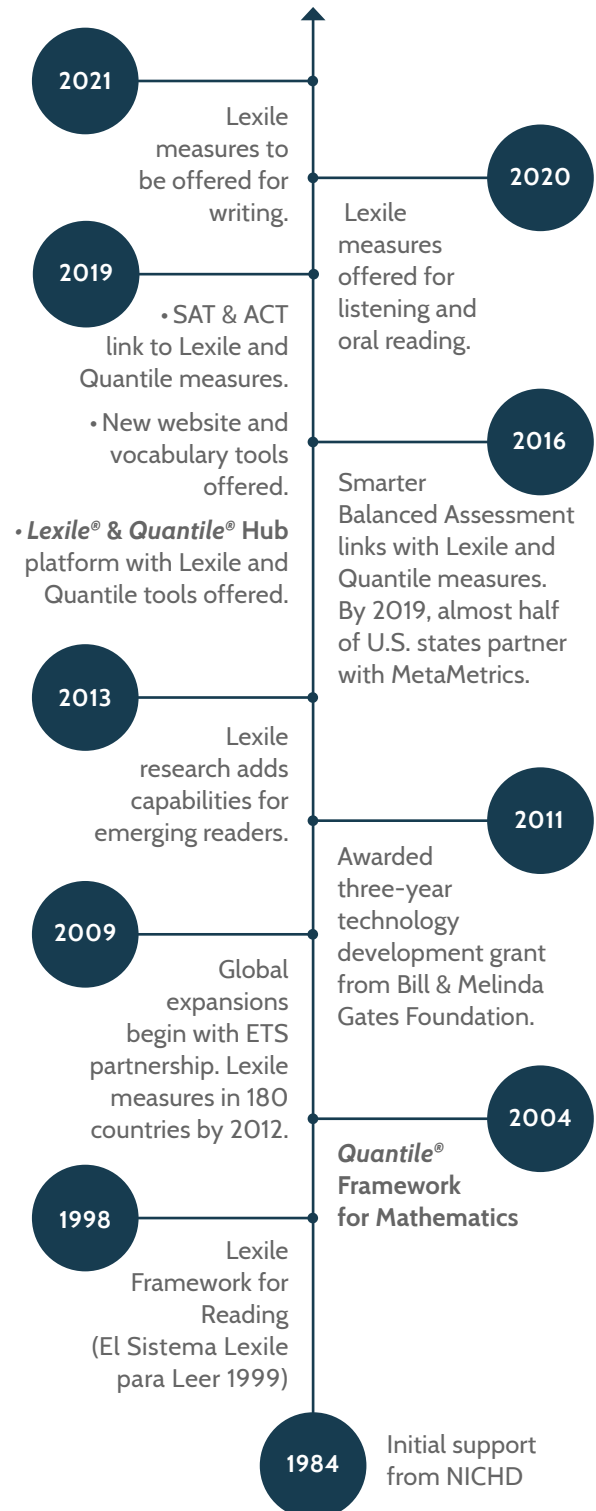 2021
Lexile
measures to
be offered for
writing.
2020
Lexile
measures
offered for
listening and
oral reading.
2019
• SAT & ACT
link to Lexile and
Quantile measures.
• New website and
vocabulary tools
offered.
• Lexile® & Quantile® Hub
platform with Lexile and
Quantile tools offered.
2016
Smarter
Balanced Assessment
links with Lexile and
Quantile measures.
By 2019, almost half
of U.S. states partner
with MetaMetrics.
2013
Lexile
research adds
capabilities for
emerging readers.
2011
Awarded
three-year
technology
development grant
from Bill & Melinda
Gates Foundation.
2009
Global
expansions
begin with ETS
partnership. Lexile
measures in 180
countries by 2012.
2004
Quantile®
Framework
for Mathematics
1998
Lexile
Framework for
Reading
(El Sistema Lexile
para Leer 1999)
1984
Initial support
from NICHD